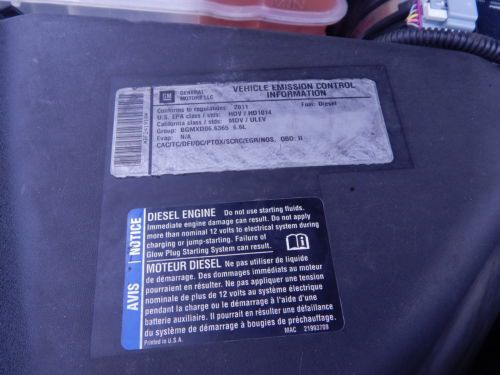 GM
GENERAL
MOTORS LLC
VEHICLE EMISSION CONTROL
INFORMATION
Conforms to regulations: 2011
Fuel: Diesel
U.S. EPA class / stds: HDV / HD1014
California class / stds: MDV / ULEV
Group: BGMXD06.6365 6.6L
Evap: N/A
CAC/TC/DFI/OC/PTOX/SCRC/EGR/NOS, OBD: II
AVIS NOTICE
DIESEL ENGINE Do not use starting fluids.
Immediate engine damage can result. Do not apply
more than nominal 12 volts to electrical system during
charging or jump-starting. Failure of
Glow Plug Starting System can result.
MOTEUR DIESEL Ne pas utiliser de liquide
de démarrage. Des dommages immédiats au moteur
pourraient en résulter. Ne pas appliquer une tension
nominale de plus de 12 volts au système électrique
pendant la charge ou le démarrage à l'aide d'une
batterie auxiliaire. Il pourrait en résulter une défaillance
du système de démarrage à bougies de préchauffage.
Printed in U.S.A.
MAC 21993708